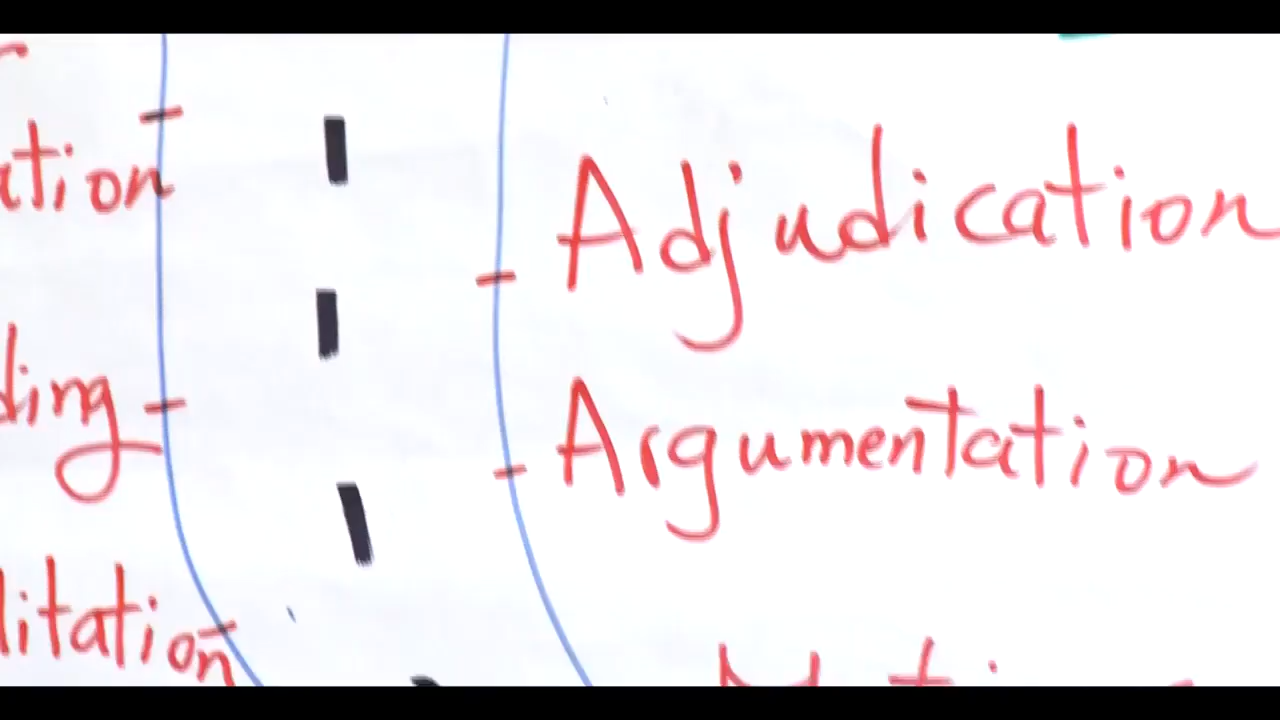 ation
Adjudication
ding
Argumentation
litation